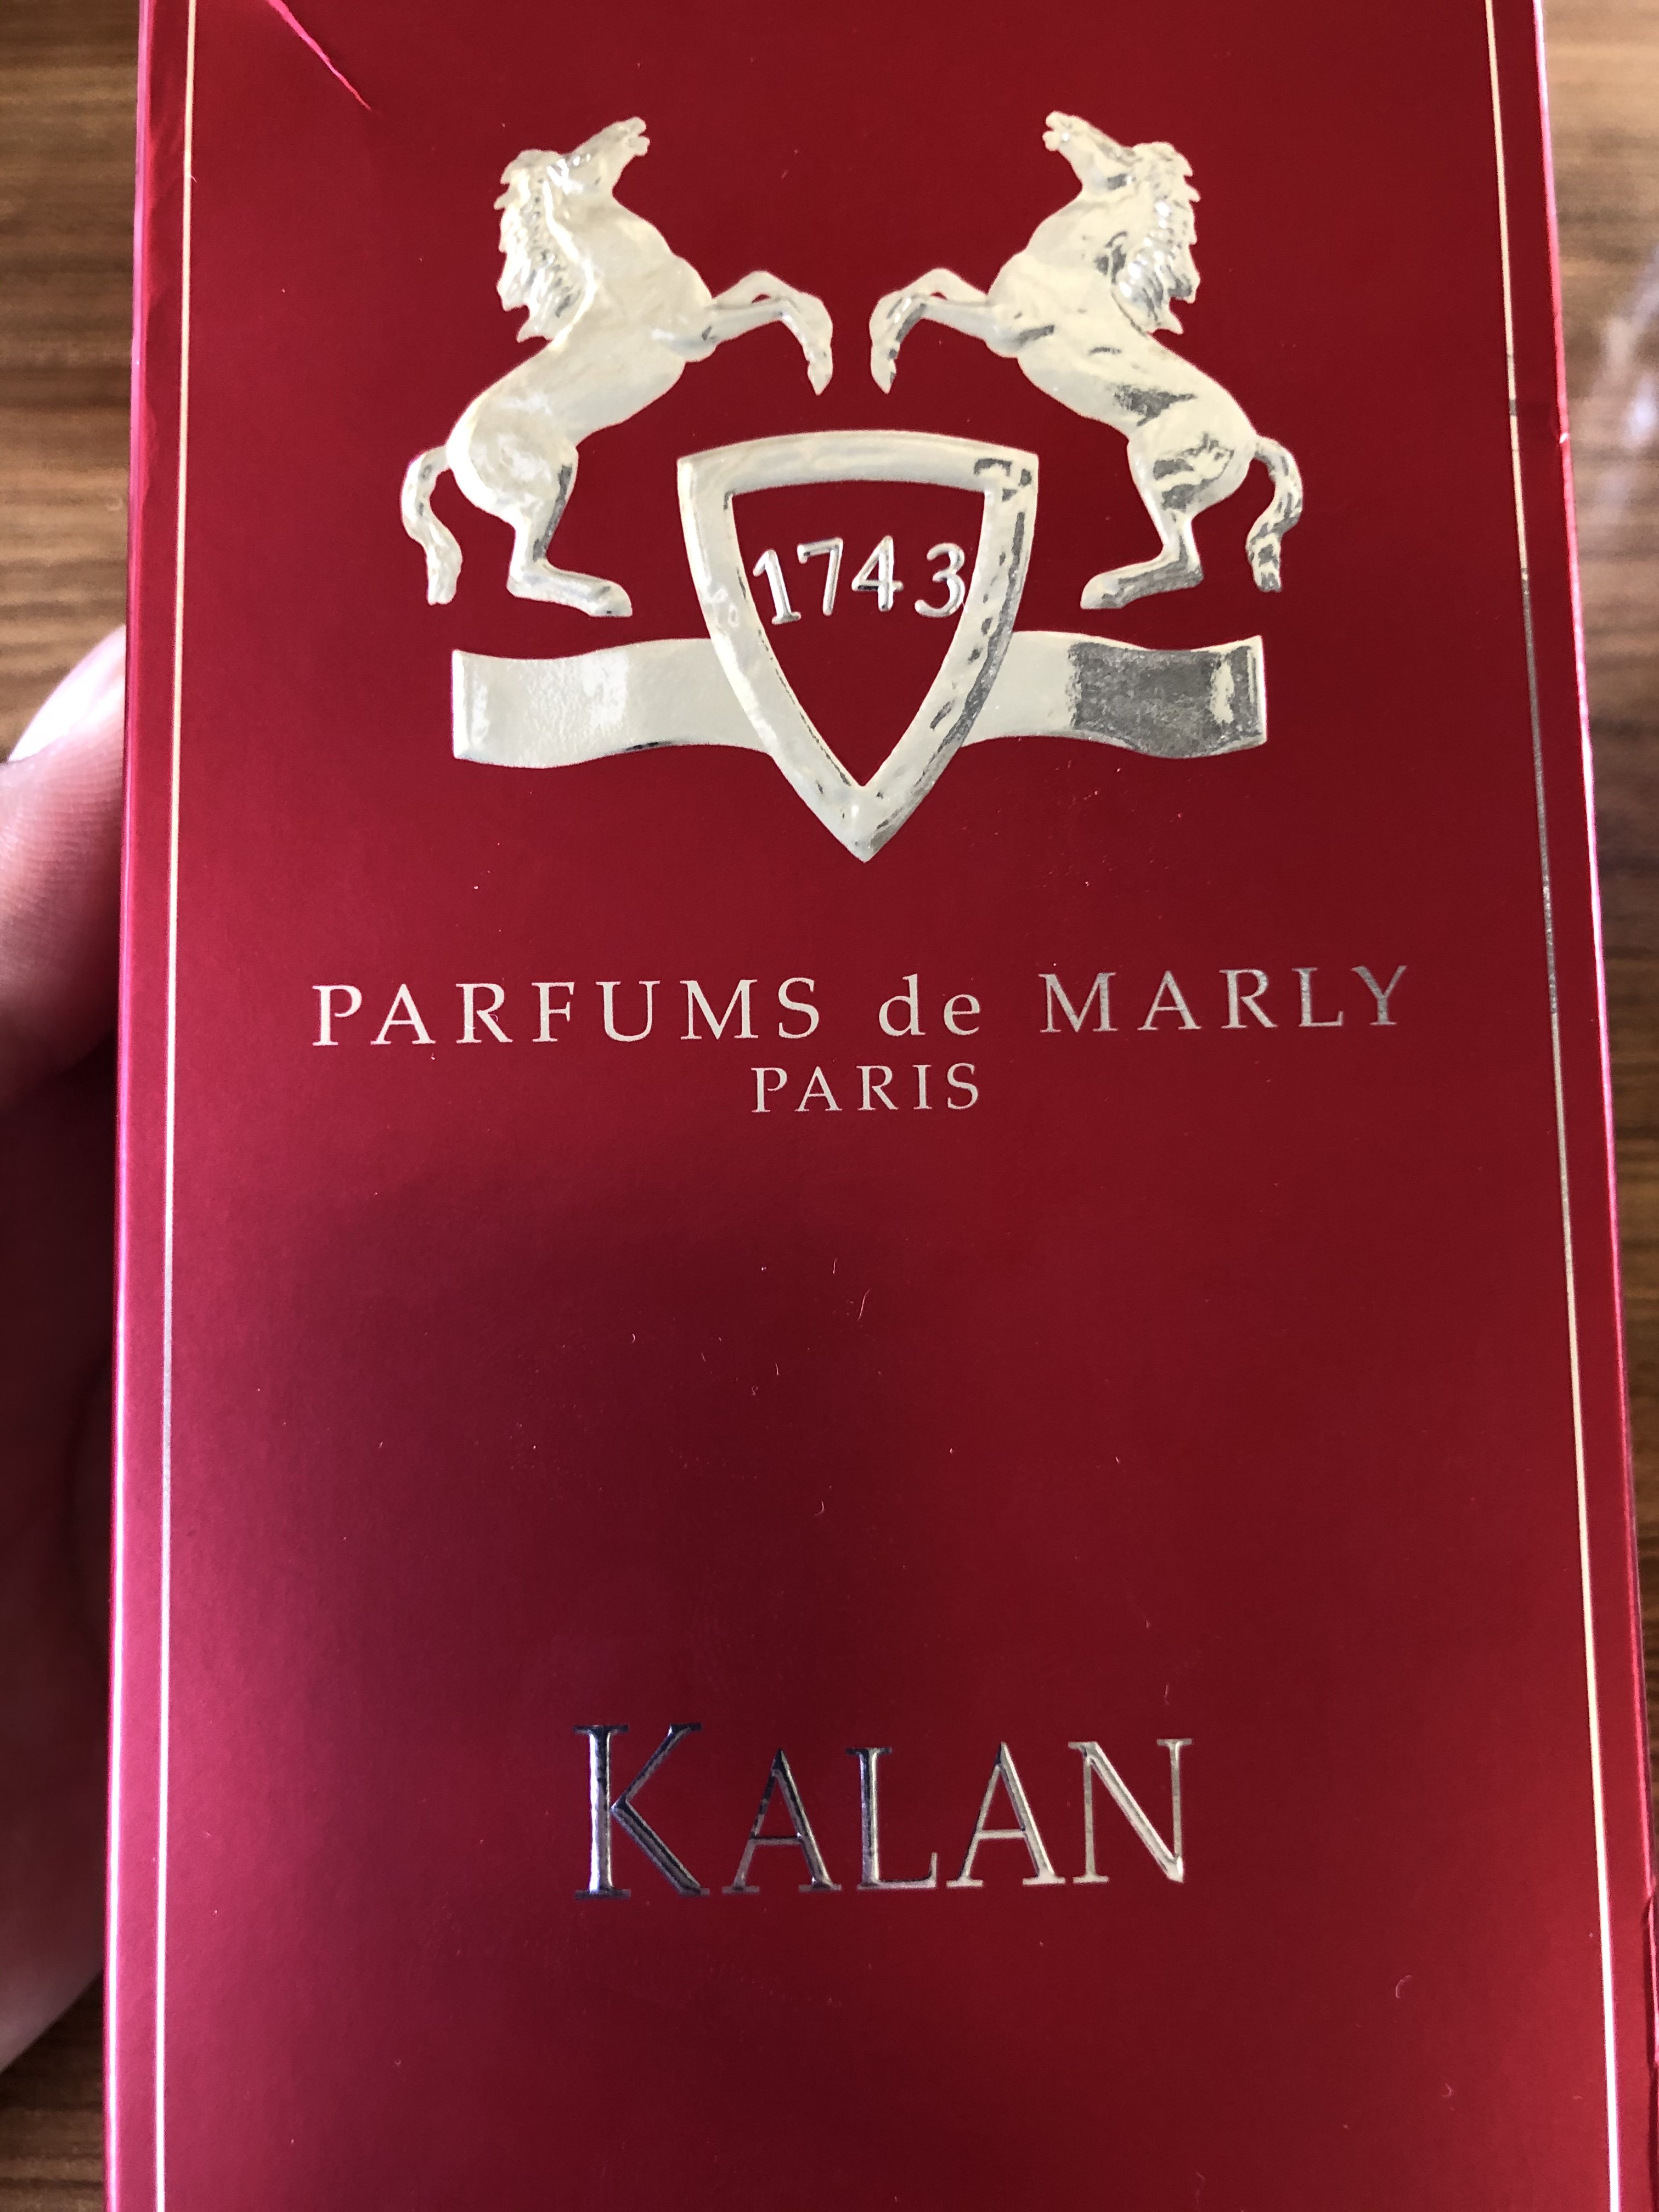 1743
PARFUMS de MARLY
PARIS
KALAN